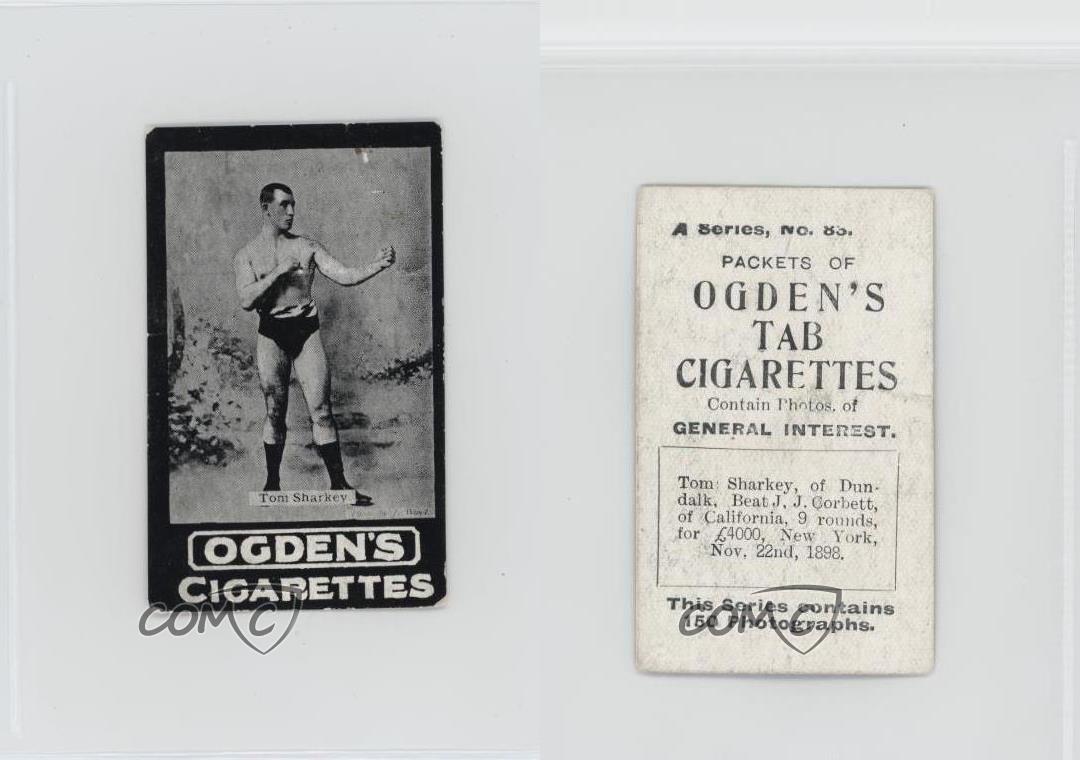 Tom Sharkey
OGDEN'S
CIGARETTES
COMC
A Series, No. 83.
PACKETS OF
OGDEN'S
TAB
CIGARETTES
Contain Photos. of
GENERAL INTEREST.
Tom Sharkey, of Dun-
dalk. Beat J. J. Corbett,
of California, 9 rounds,
for £4000, New York,
Nov. 22nd, 1898.
This Series contains
150 Photographs.
COMC